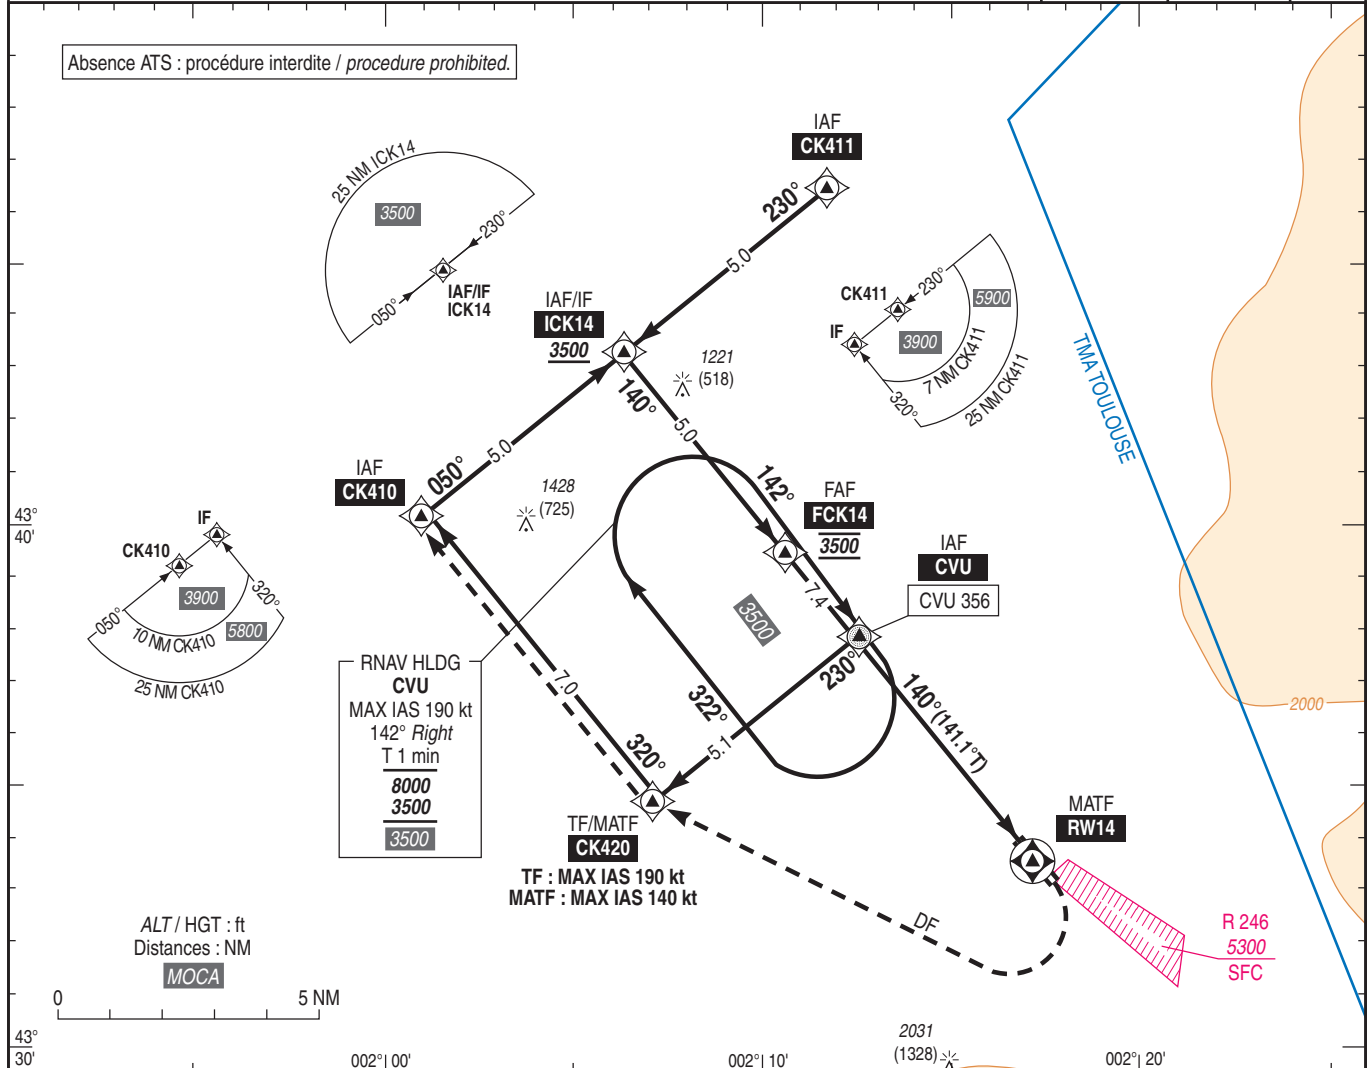 Absence ATS : procédure interdite / procedure prohibited.
IAF
CK411
25 NM ICK14
3500
230°
050°
IAF/IF
ICK14
230°
5.0
IAF/IF
ICK14
3500
1221
(518)
140°
5.0
CK411
230°
5900
IF
3900
7 NM CK411
25 NM CK411
320°
TMA TOULOUSE
IAF
CK410
050°
5.0
1428
(725)
142°
FAF
FCK14
3500
43°
40'
IF
CK410
3900
050°
320°
10 NM CK410
5800
25 NM CK410
IAF
CVU
CVU 356
7.4
3500
RNAV HLDG
CVU
MAX IAS 190 kt
142° Right
T 1 min
8000
3500
3500
7.0
322°
230°
5.1
320°
140° (141.1°T)
2000
TF/MATF
CK420
TF : MAX IAS 190 kt
MATF : MAX IAS 140 kt
MATF
RW14
DF
R 246
5300
SFC
ALT / HGT : ft
Distances : NM
MOCA
0
5 NM
43°
30'
002° 00'
002° 10'
2031
(1328)
002° 20'